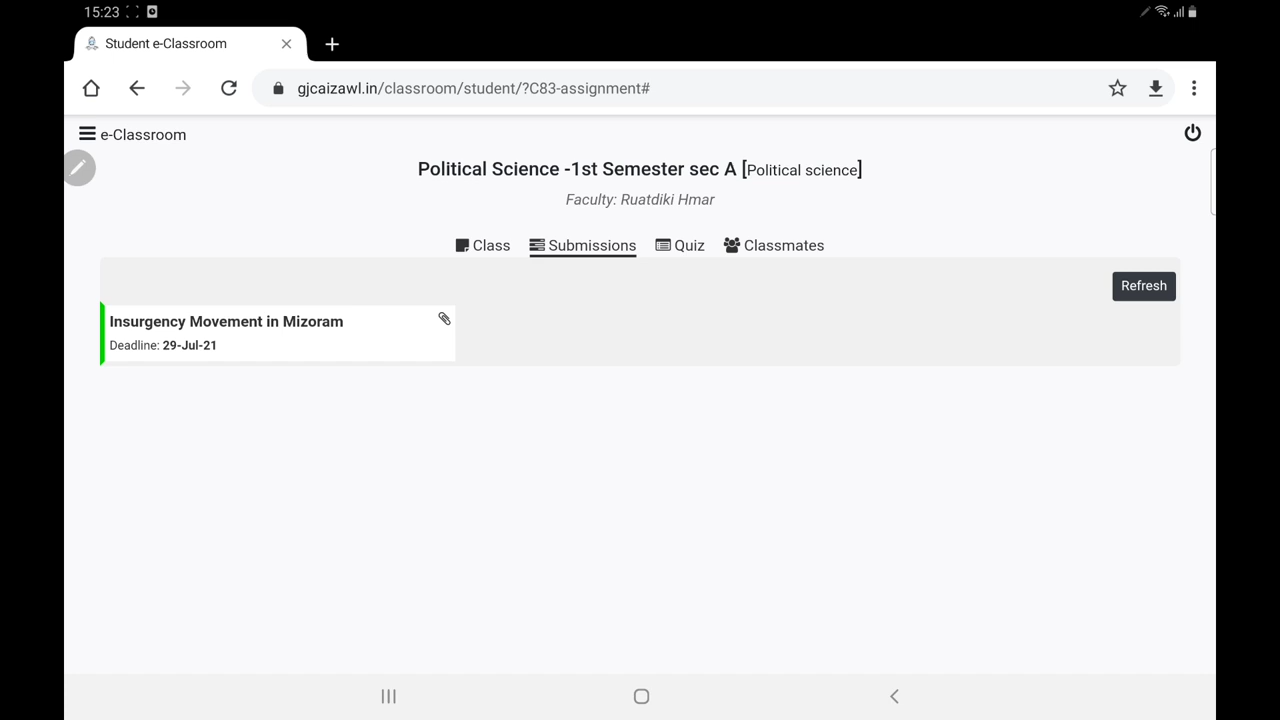 15:23
Student e-Classroom
gjcaizawl.in/classroom/student/?C83-assignment#
e-Classroom
Political Science -1st Semester sec A [Political science]
Faculty: Ruatdiki Hmar
Class Submissions Quiz Classmates
Refresh
Insurgency Movement in Mizoram
Deadline: 29-Jul-21